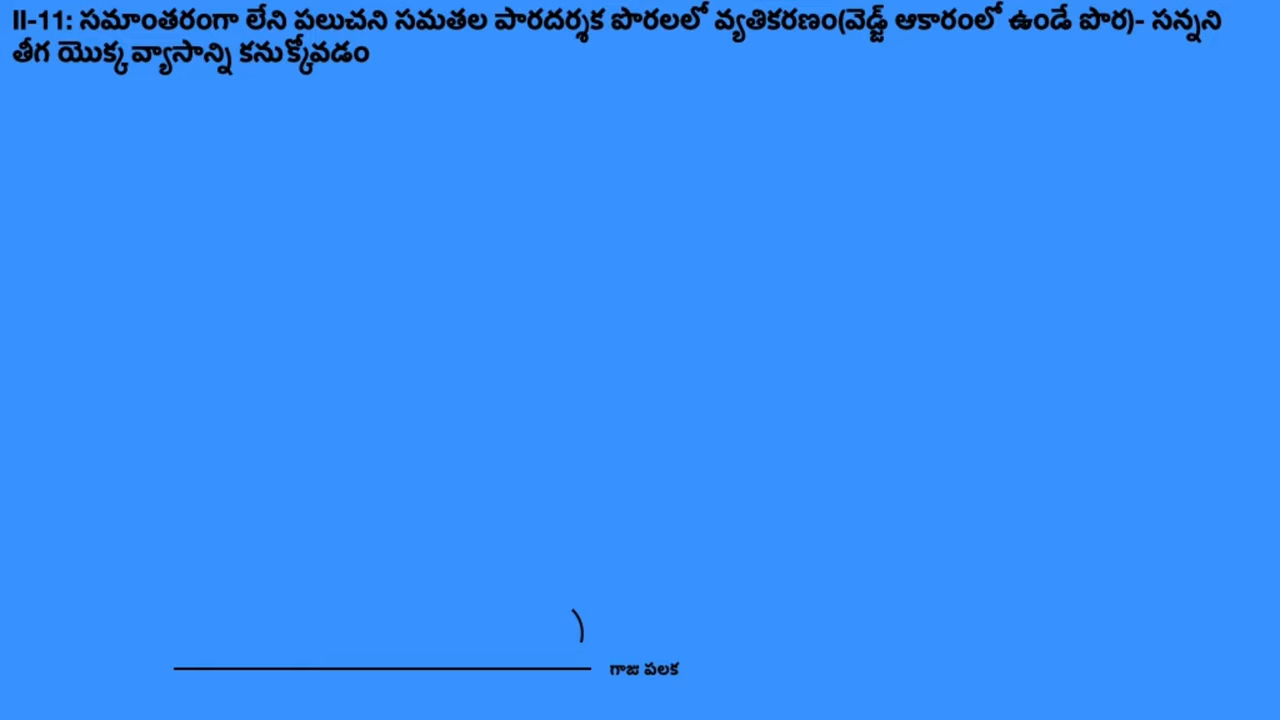 II-11: సమాంతరంగా లేని పలుచని సమతల పారదర్శక పొరలలో వ్యతికరణం(వెడ్జ్ ఆకారంలో ఉండే పొర)- సన్నని
తీగ యొక్క వ్యాసాన్ని కనుక్కోవడం
గాజు పలక